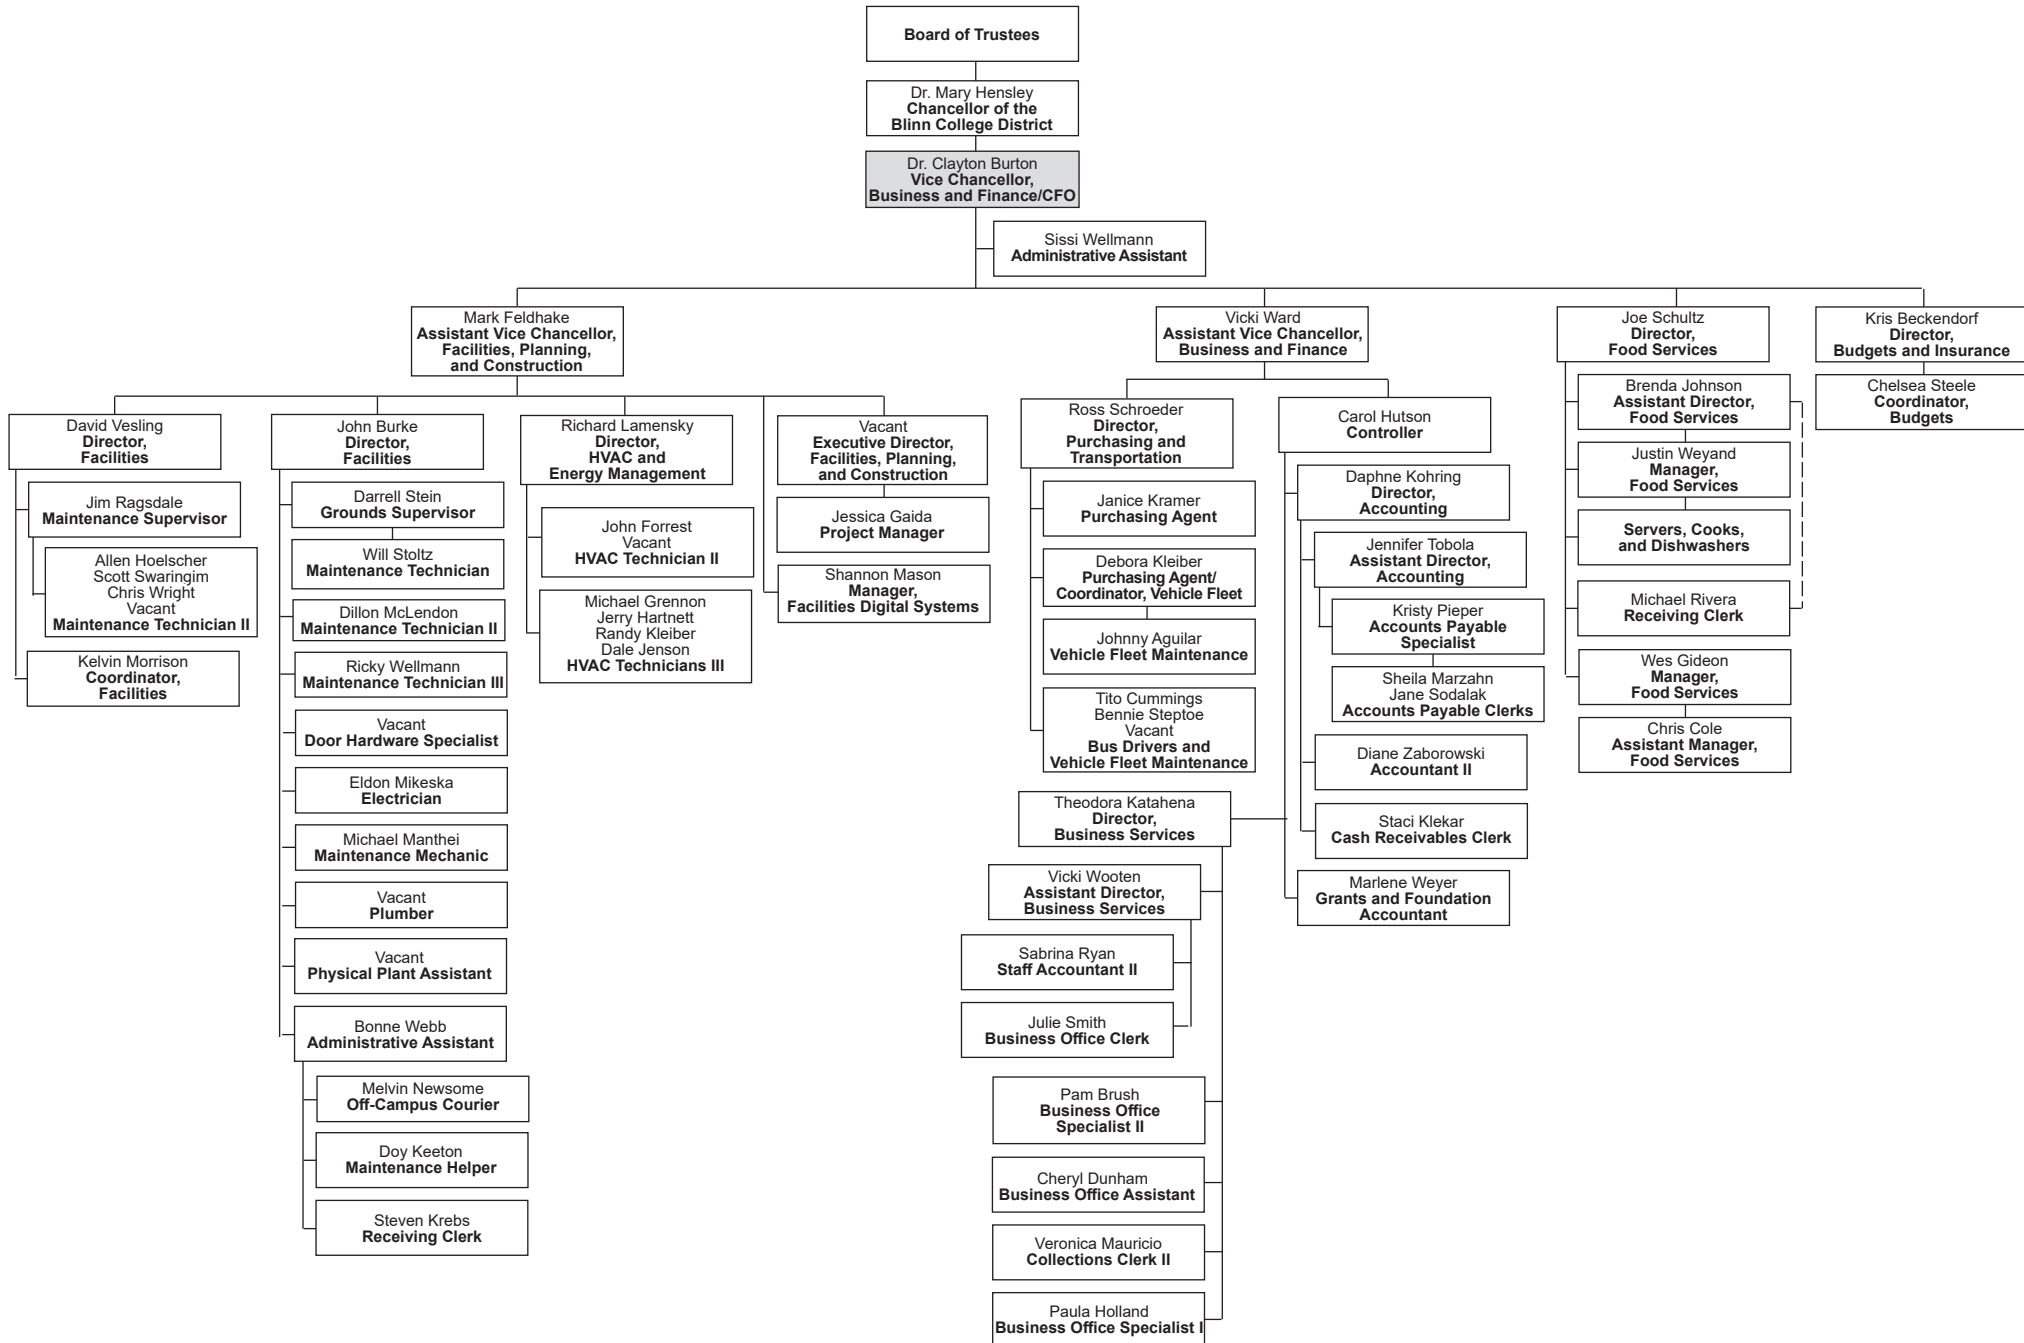 Board of Trustees
Dr. Mary Hensley
Chancellor of the
Blinn College District
Dr. Clayton Burton
Vice Chancellor,
Business and Finance/CFO
Sissi Wellmann
Administrative Assistant
Mark Feldhake
Assistant Vice Chancellor,
Facilities, Planning,
and Construction
David Vesling
Director,
Facilities
Jim Ragsdale
Maintenance Supervisor
Allen Hoelscher
Scott Swaringim
Chris Wright
Vacant
Maintenance Technician II
Kelvin Morrison
Coordinator,
Facilities
John Burke
Director,
Facilities
Darrell Stein
Grounds Supervisor
Will Stoltz
Maintenance Technician
Dillon McLendon
Maintenance Technician II
Ricky Wellmann
Maintenance Technician III
Vacant
Door Hardware Specialist
Eldon Mikeska
Electrician
Michael Manthei
Maintenance Mechanic
Vacant
Plumber
Vacant
Physical Plant Assistant
Bonne Webb
Administrative Assistant
Melvin Newsome
Off-Campus Courier
Doy Keeton
Maintenance Helper
Steven Krebs
Receiving Clerk
Richard Lamensky
Director,
HVAC and
Energy Management
John Forrest
Vacant
HVAC Technician II
Michael Grennon
Jerry Hartnett
Randy Kleiber
Dale Jenson
HVAC Technicians III
Vacant
Executive Director,
Facilities, Planning,
and Construction
Jessica Gaida
Project Manager
Shannon Mason
Manager,
Facilities Digital Systems
Vicki Ward
Assistant Vice Chancellor,
Business and Finance
Ross Schroeder
Director,
Purchasing and
Transportation
Janice Kramer
Purchasing Agent
Debora Kleiber
Purchasing Agent/
Coordinator, Vehicle Fleet
Johnny Aguilar
Vehicle Fleet Maintenance
Tito Cummings
Bennie Steptoe
Vacant
Bus Drivers and
Vehicle Fleet Maintenance
Carol Hutson
Controller
Daphne Kohring
Director,
Accounting
Jennifer Tobola
Assistant Director,
Accounting
Kristy Pieper
Accounts Payable
Specialist
Sheila Marzahn
Jane Sodalak
Accounts Payable Clerks
Diane Zaborowski
Accountant II
Staci Klekar
Cash Receivables Clerk
Marlene Weyer
Grants and Foundation
Accountant
Theodora Katahena
Director,
Business Services
Vicki Wooten
Assistant Director,
Business Services
Sabrina Ryan
Staff Accountant II
Julie Smith
Business Office Clerk
Pam Brush
Business Office
Specialist II
Cheryl Dunham
Business Office Assistant
Veronica Mauricio
Collections Clerk II
Paula Holland
Business Office Specialist I
Joe Schultz
Director,
Food Services
Brenda Johnson
Assistant Director,
Food Services
Justin Weyand
Manager,
Food Services
Servers, Cooks,
and Dishwashers
Michael Rivera
Receiving Clerk
Wes Gideon
Manager,
Food Services
Chris Cole
Assistant Manager,
Food Services
Kris Beckendorf
Director,
Budgets and Insurance
Chelsea Steele
Coordinator,
Budgets